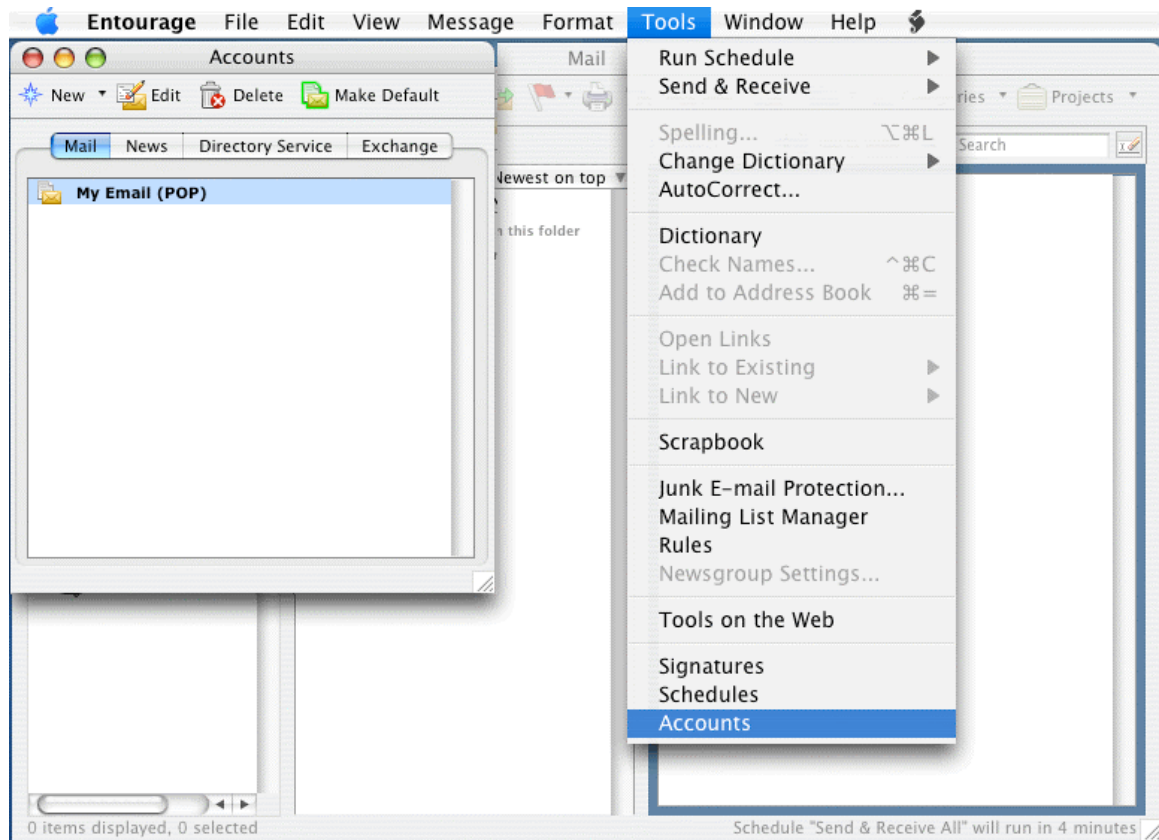 Entourage File Edit View Message Format Tools Window Help
Accounts
New Edit Delete Make Default
Mail News Directory Service Exchange
My Email (POP)
Mail
Projects
Search
Newest on top
this folder
Run Schedule
Send & Receive
Spelling... ⌥⌘L
Change Dictionary
AutoCorrect...
Dictionary
Check Names... ^⌘C
Add to Address Book ⌘=
Open Links
Link to Existing
Link to New
Scrapbook
Junk E-mail Protection...
Mailing List Manager
Rules
Newsgroup Settings...
Tools on the Web
Signatures
Schedules
Accounts
0 items displayed, 0 selected
Schedule "Send & Receive All" will run in 4 minutes